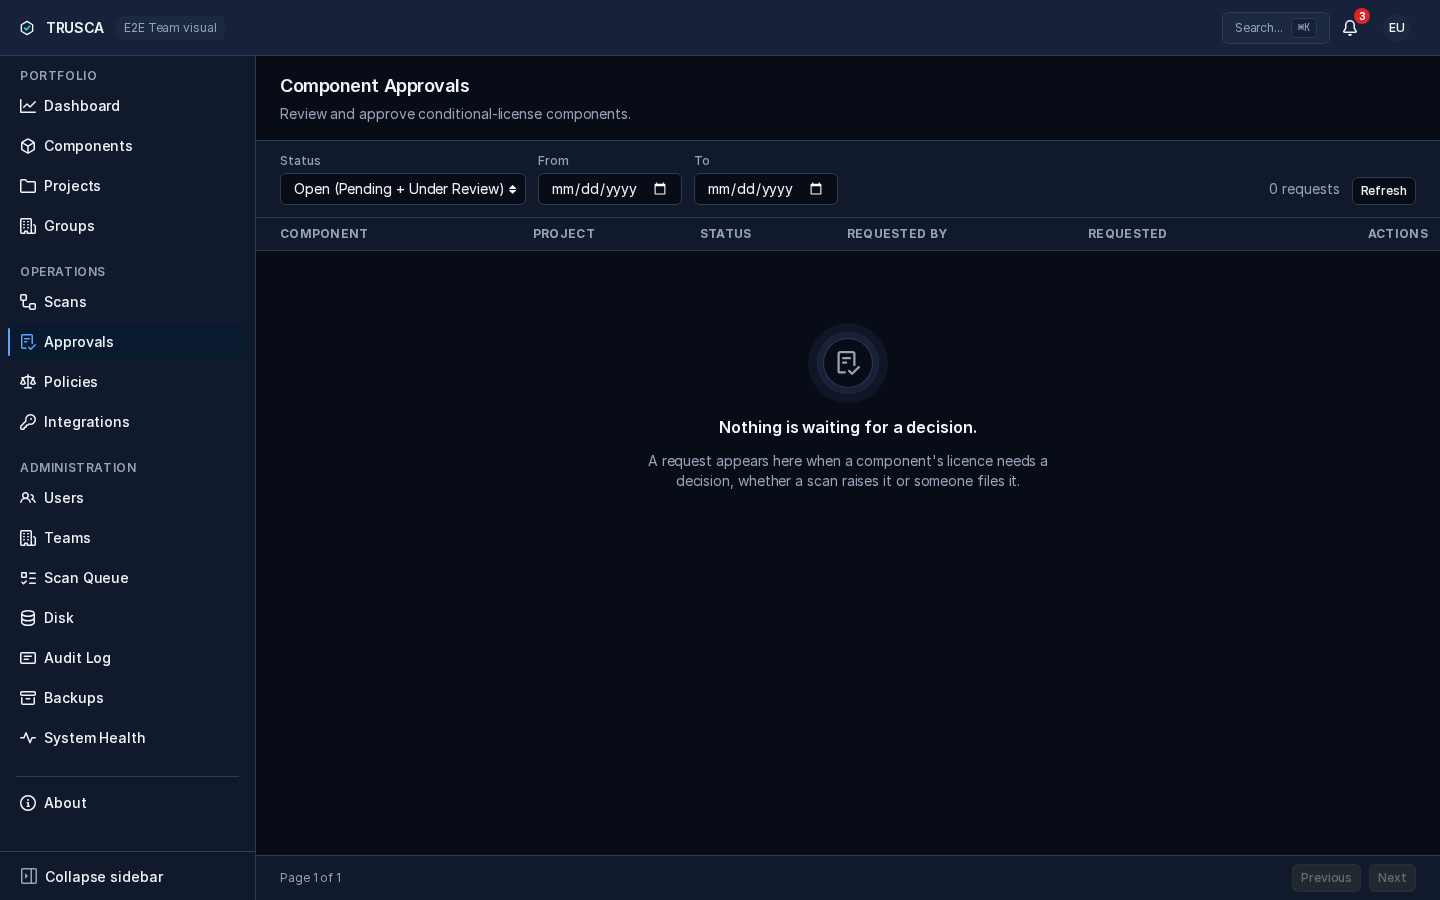 TRUSCA
E2E Team visual
Search...
⌘K
3
EU
PORTFOLIO
Dashboard
Components
Projects
Groups
OPERATIONS
Scans
Approvals
Policies
Integrations
ADMINISTRATION
Users
Teams
Scan Queue
Disk
Audit Log
Backups
System Health
About
Collapse sidebar
Component Approvals
Review and approve conditional-license components.
Status
From
To
Open (Pending + Under Review)
mm/dd/yyyy
mm/dd/yyyy
0 requests
Refresh
COMPONENT
PROJECT
STATUS
REQUESTED BY
REQUESTED
ACTIONS
Nothing is waiting for a decision.
A request appears here when a component's licence needs a
decision, whether a scan raises it or someone files it.
Page 1 of 1
Previous
Next